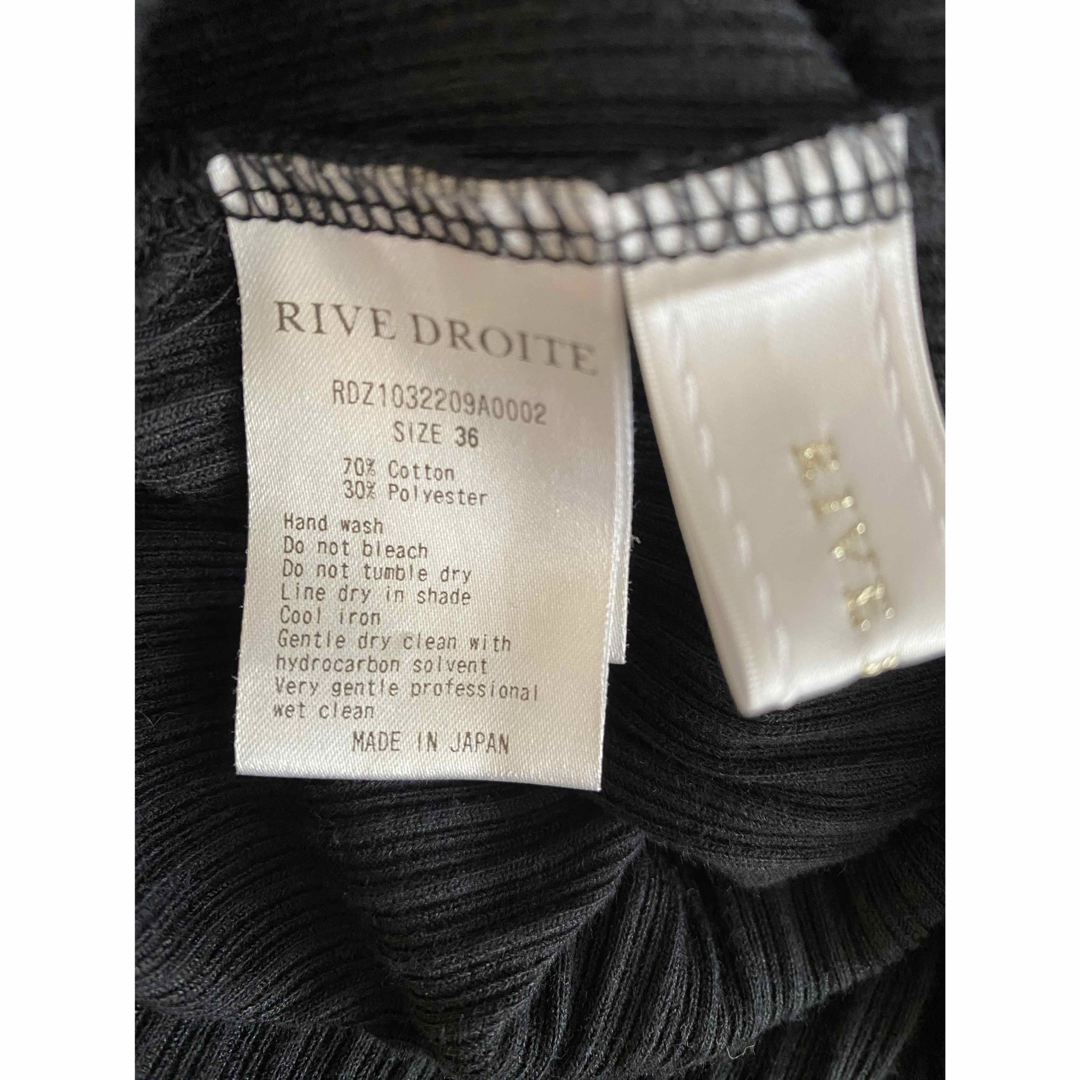 RIVE DROITE
RDZ1032209A0002
SIZE 36
70% Cotton
30% Polyester
Hand wash
Do not bleach
Do not tumble dry
Line dry in shade
Cool iron
Gentle dry clean with
hydrocarbon solvent
Very gentle professional
wet clean
MADE IN JAPAN
RIVE